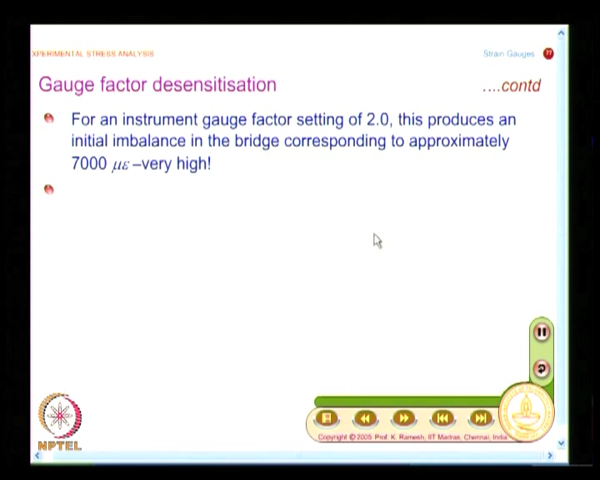 XPERIMENTAL STRESS ANALYSIS
Strain Gauges 77
Gauge factor desensitisation ....contd
For an instrument gauge factor setting of 2.0, this produces an
initial imbalance in the bridge corresponding to approximately
7000 με –very high!
NPTEL
Copyright © 2005 Prof. K. Ramesh, IIT Madras, Chennai, India